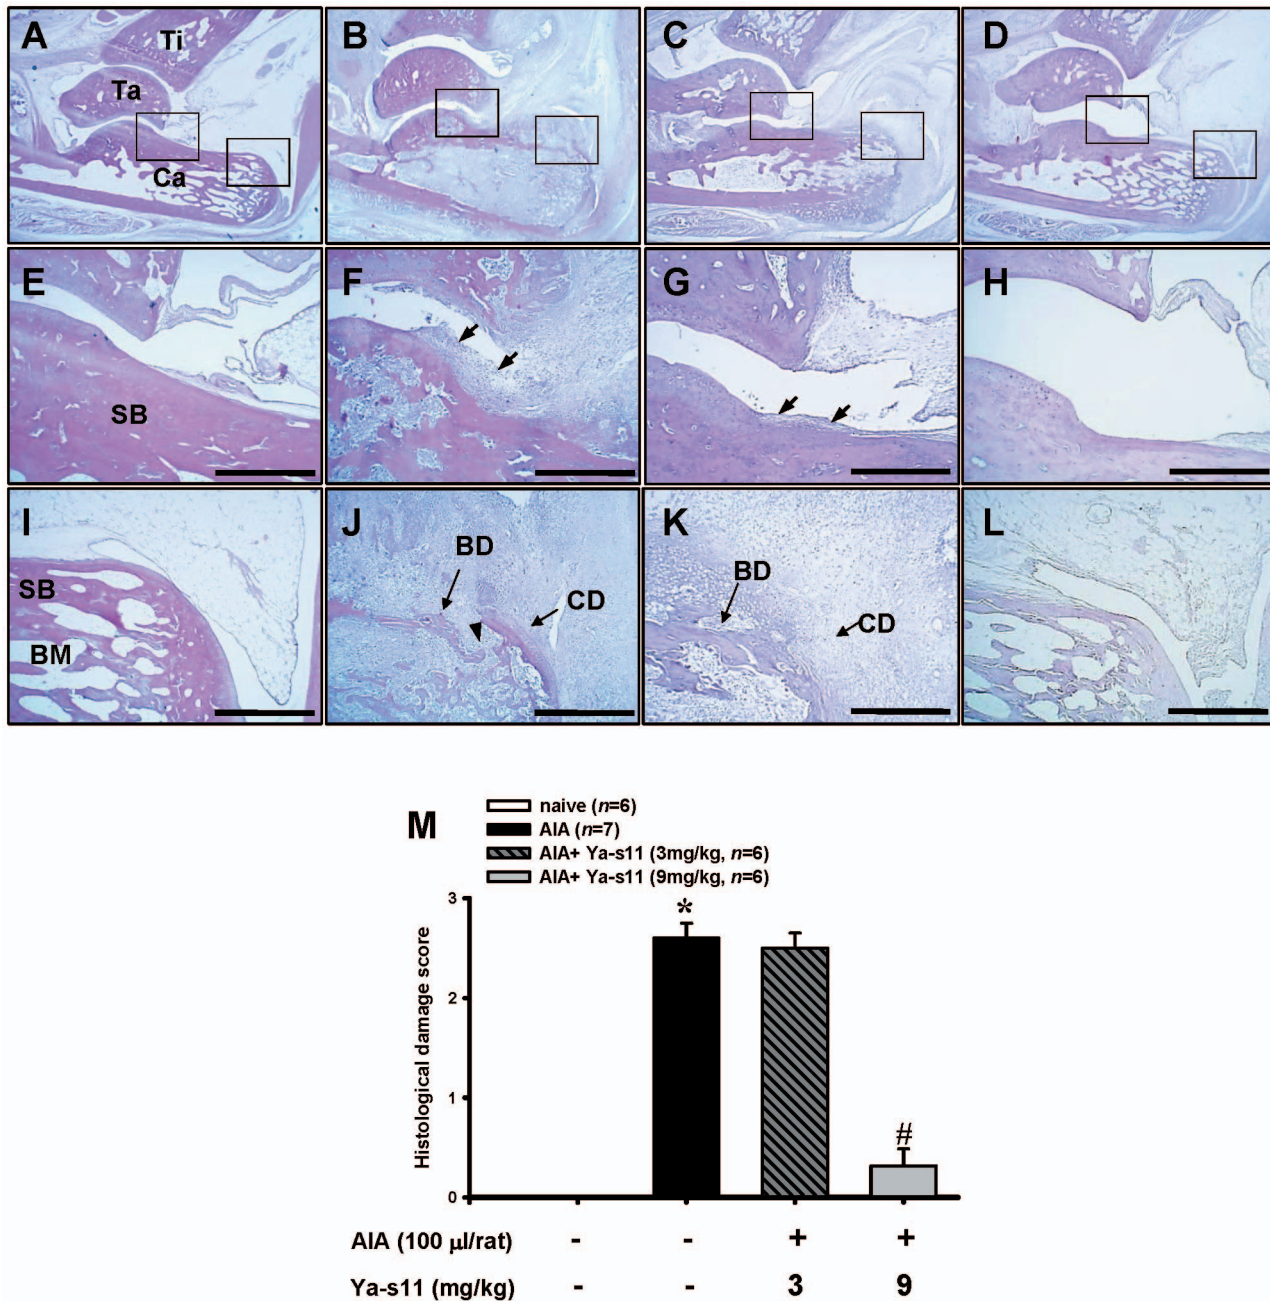 A
Ti
Ta
Ca
B
C
D
E
SB
F
G
H
I
SB
BM
J
BD
CD
K
BD
CD
L
M
naive (n=6)
AIA (n=7)
AIA+ Ya-s11 (3mg/kg, n=6)
AIA+ Ya-s11 (9mg/kg, n=6)
Histological damage score
3
2
1
0
*
#
AIA (100 µl/rat) - - + +
Ya-s11 (mg/kg) - - 3 9